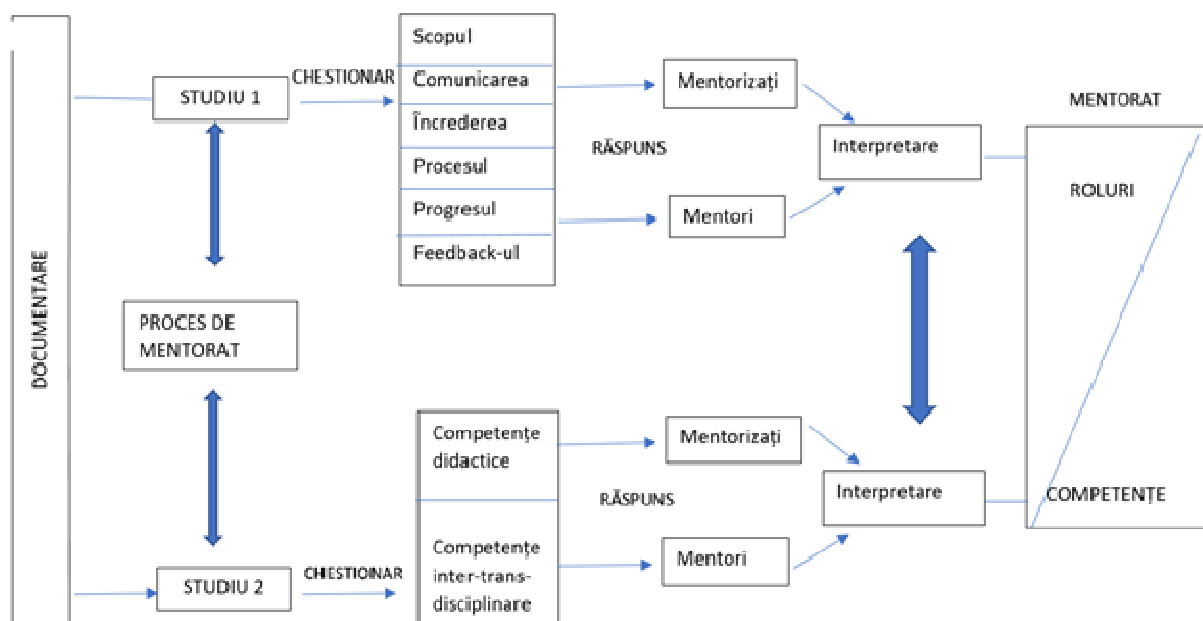 DOCUMENTARE
STUDIU 1
CHESTIONAR
Scopul
Comunicarea
Încrederea
Procesul
Progresul
Feedback-ul
RĂSPUNS
Mentorizați
Mentori
Interpretare
MENTORAT
ROLURI
COMPETENȚE
PROCES DE
MENTORAT
STUDIU 2
CHIESTIONAR
Competențe
didactice
Competențe
inter-trans-
disciplinare
RĂSPUNS
Mentorizați
Mentori
Interpretare